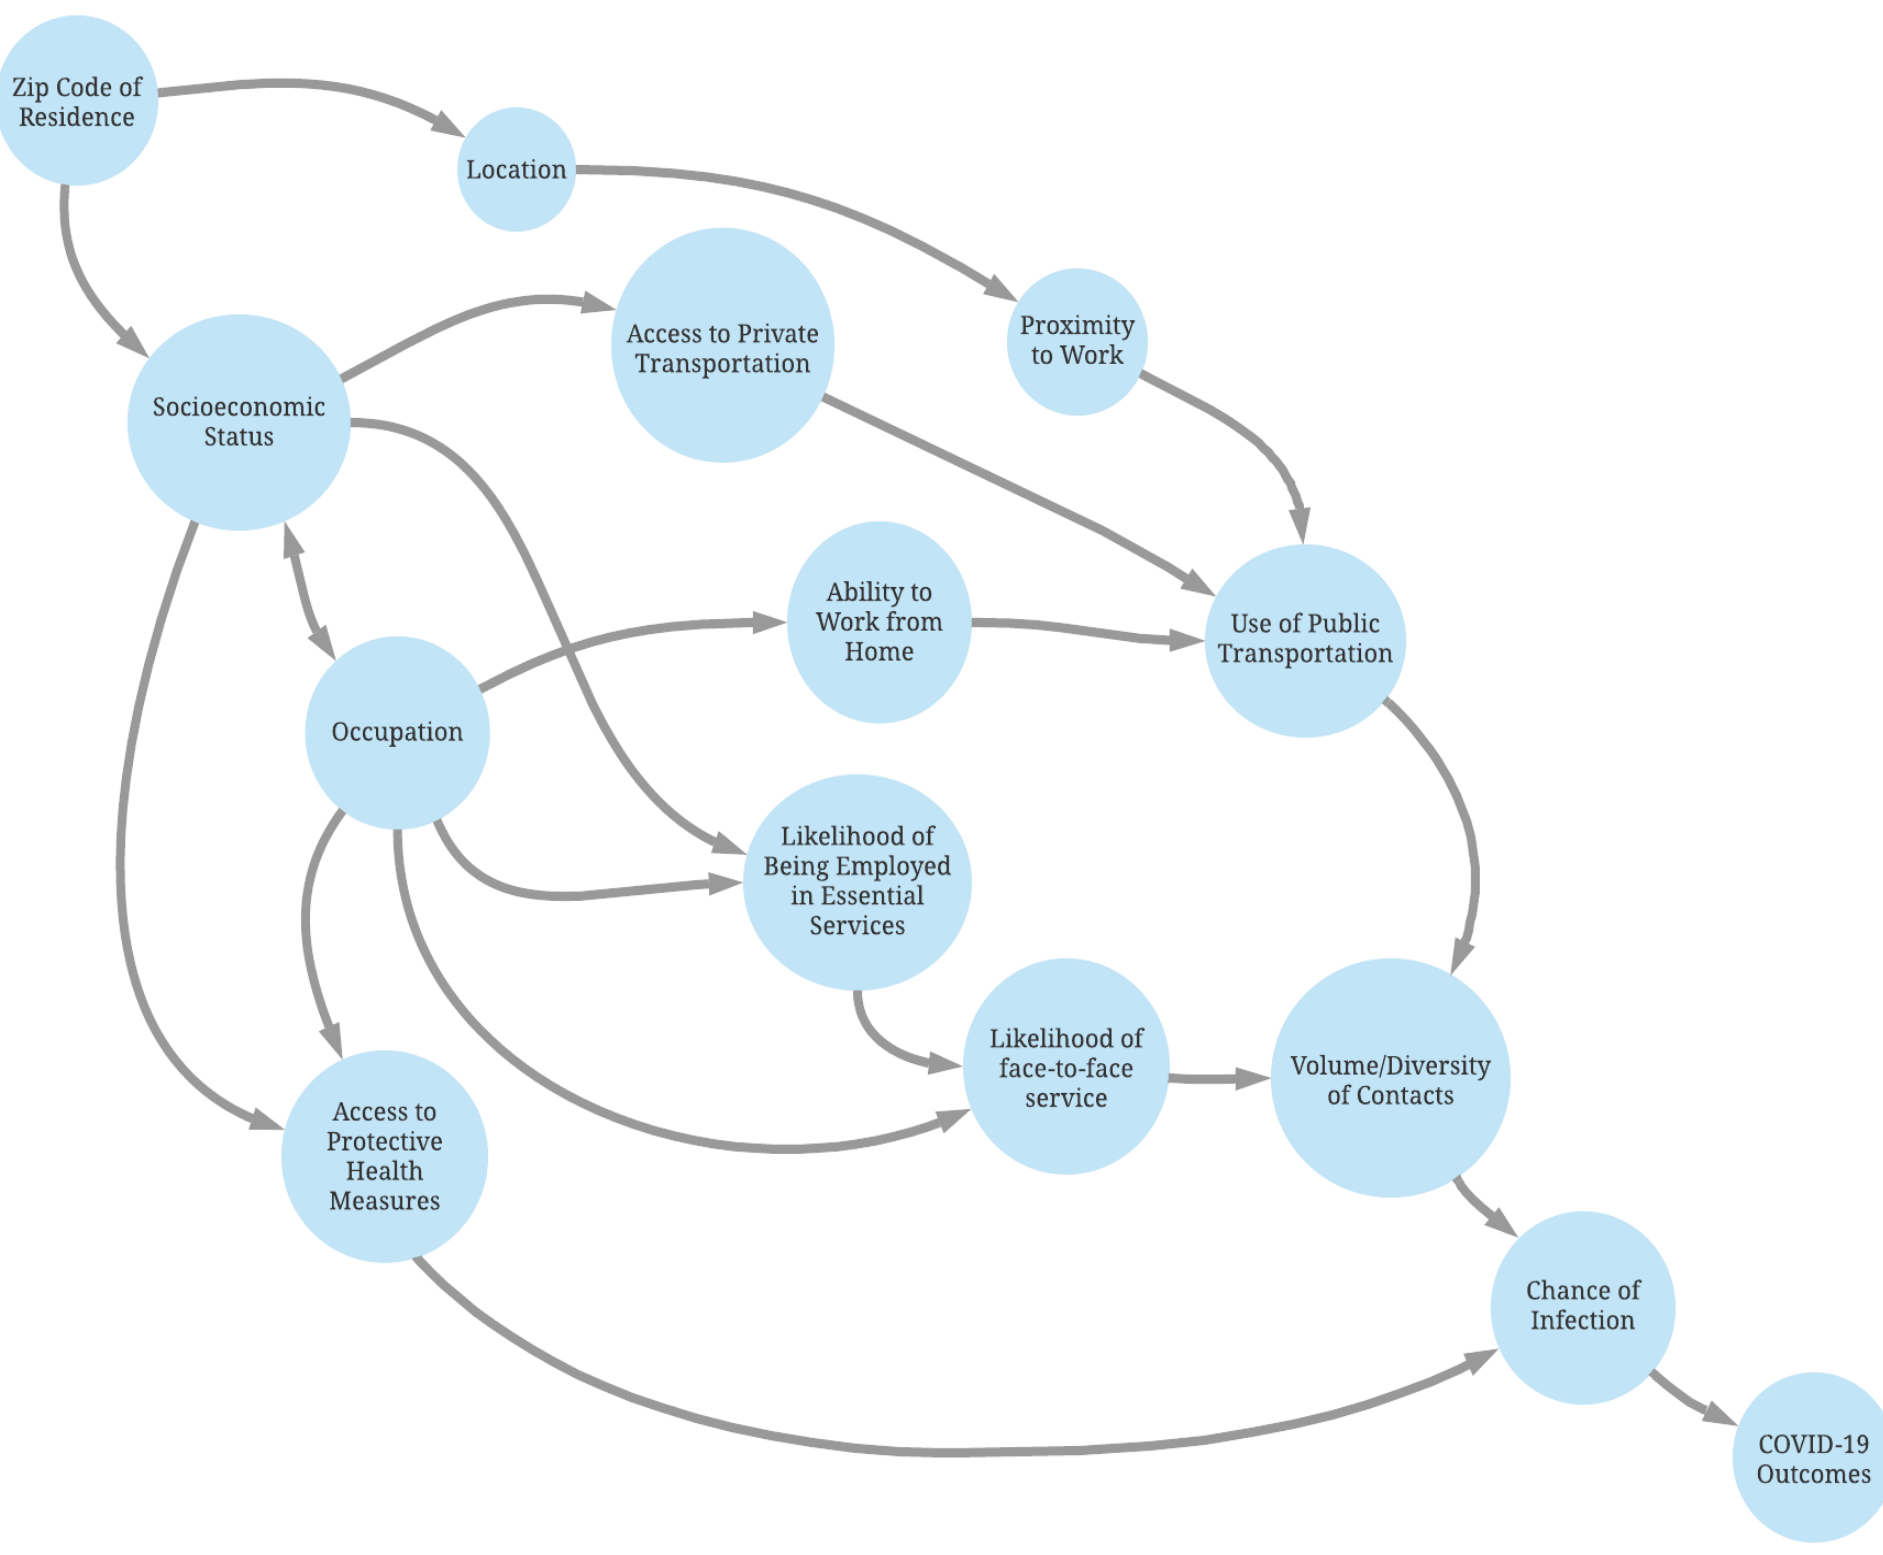 Zip Code of
Residence
Location
Access to Private
Transportation
Proximity
to Work
Socioeconomic
Status
Ability to
Work from
Home
Use of Public
Transportation
Occupation
Likelihood of
Being Employed
in Essential
Services
Likelihood of
face-to-face
service
Volume/Diversity
of Contacts
Access to
Protective
Health
Measures
Chance of
Infection
COVID-19
Outcomes